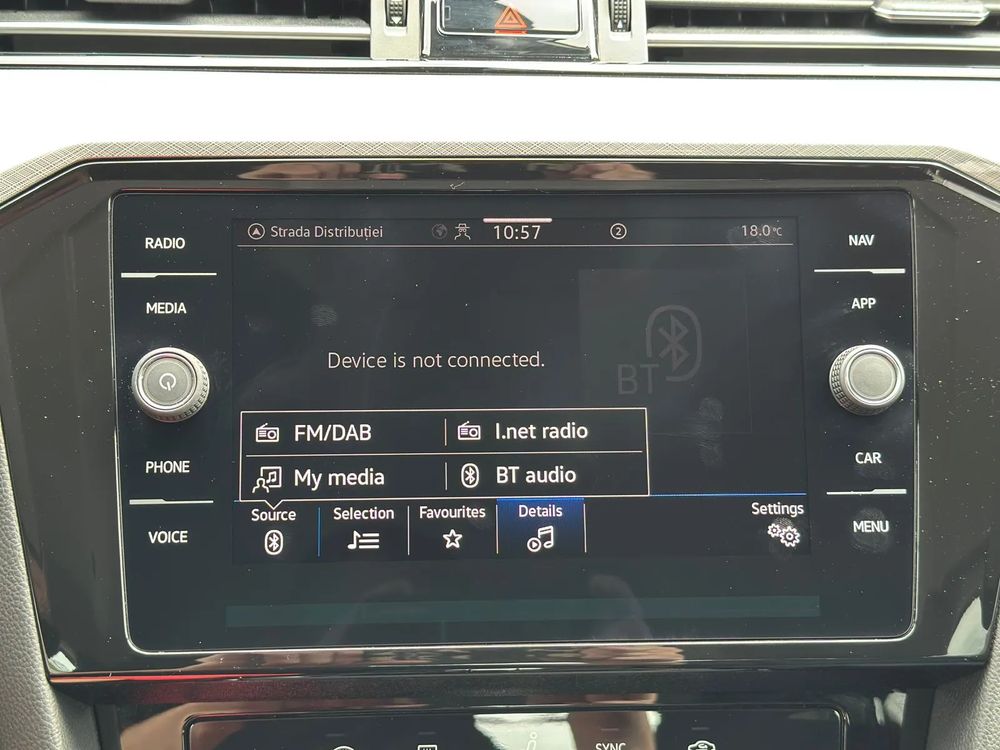 Strada Distribuției 10:57 2 18.0°C
RADIO
NAV
MEDIA
APP
BT
Device is not connected.
FM/DAB I.net radio
My media BT audio
PHONE
CAR
Source Selection Favourites Details Settings
VOICE
MENU
SYNC